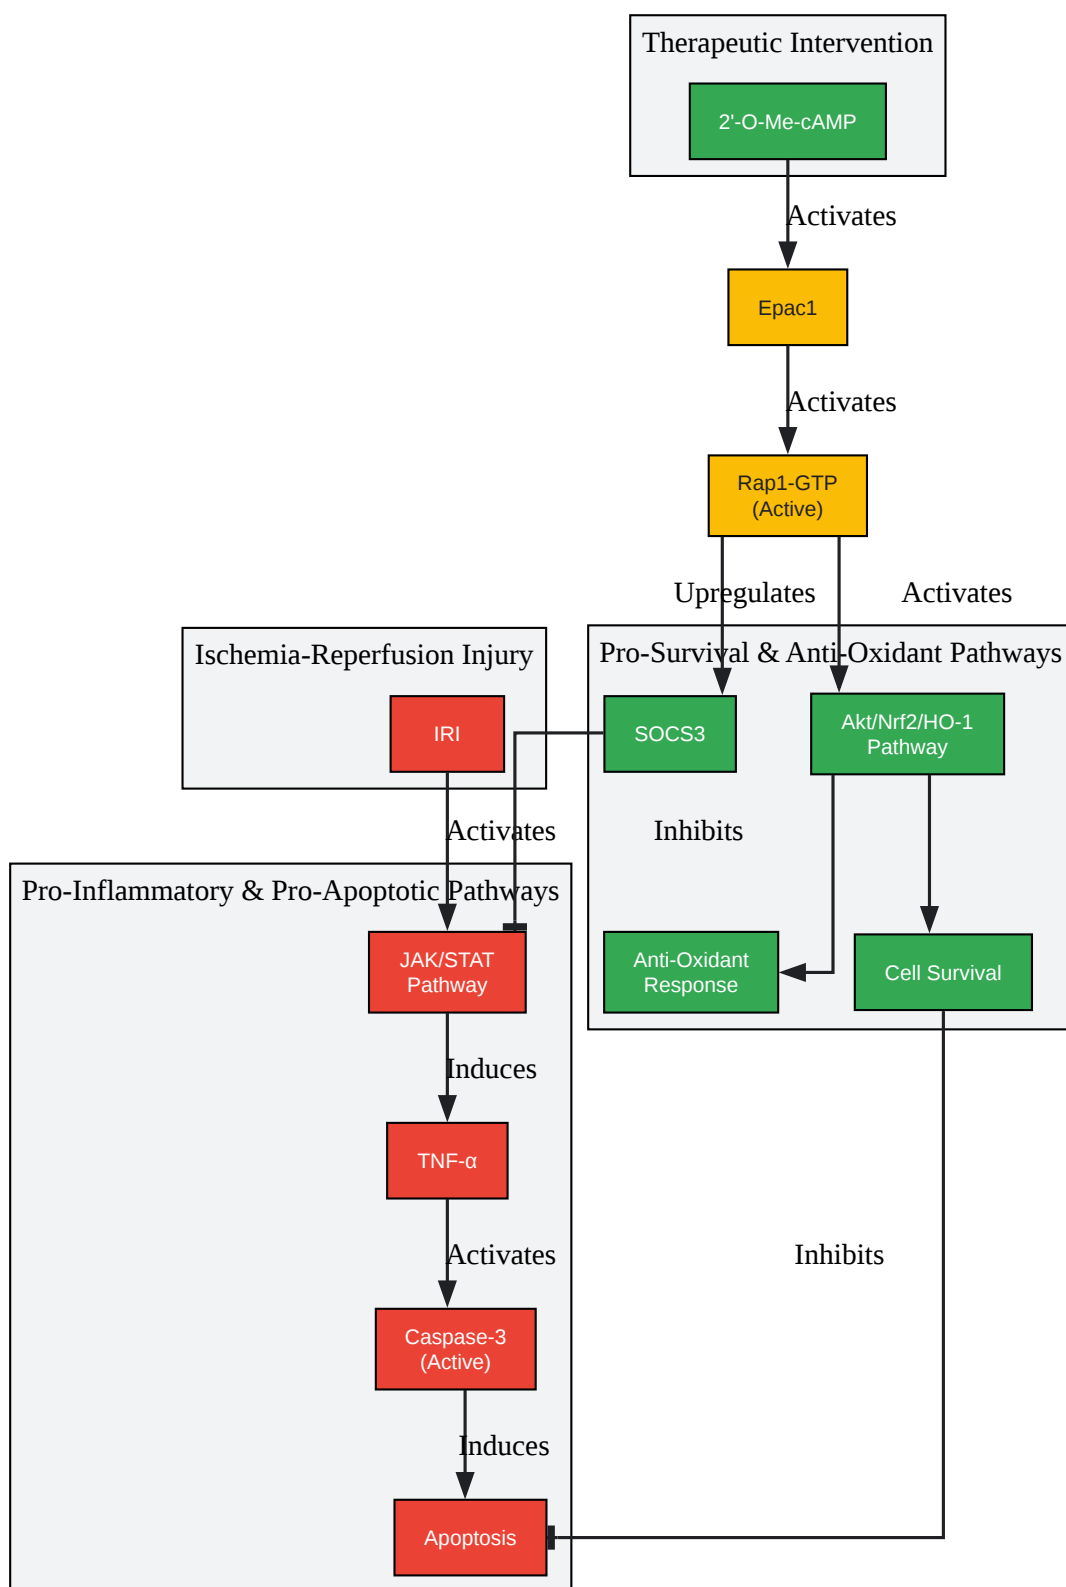 Therapeutic Intervention
2'-O-Me-cAMP
Activates
Epac1
Activates
Rap1-GTP
(Active)
Upregulates
Activates
Ischemia-Reperfusion Injury
Pro-Survival & Anti-Oxidant Pathways
IRI
SOCS3
Akt/Nrf2/HO-1
Pathway
Activates
Inhibits
Pro-Inflammatory & Pro-Apoptotic Pathways
JAK/STAT
Pathway
Anti-Oxidant
Response
Cell Survival
Induces
TNF-α
Activates
Inhibits
Caspase-3
(Active)
Induces
Apoptosis